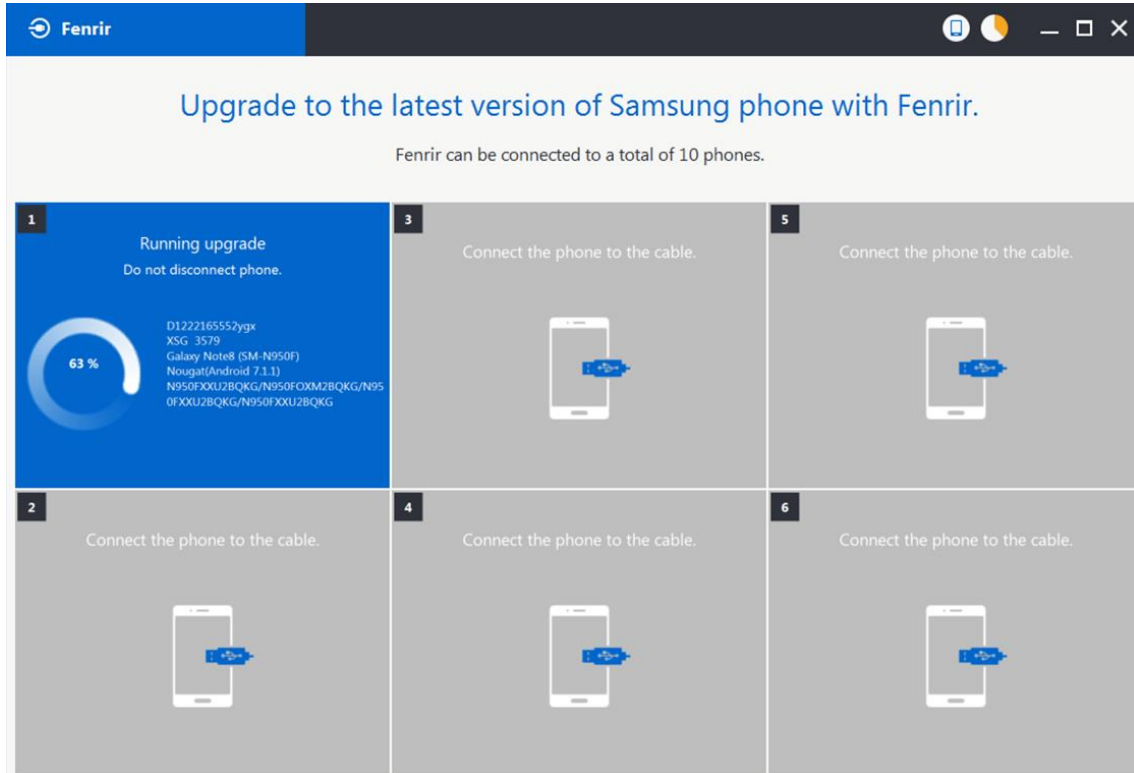 Fenrir
Upgrade to the latest version of Samsung phone with Fenrir.
Fenrir can be connected to a total of 10 phones.
1
Running upgrade
Do not disconnect phone.
63 %
D1222165552ygx
XSG 3579
Galaxy Note8 (SM-N950F)
Nougat(Android 7.1.1)
N950FXXU2BQKG/N950FOXM2BQKG/N95
0FXXU2BQKG/N950FXXU2BQKG
3
Connect the phone to the cable.
5
Connect the phone to the cable.
2
Connect the phone to the cable.
4
Connect the phone to the cable.
6
Connect the phone to the cable.